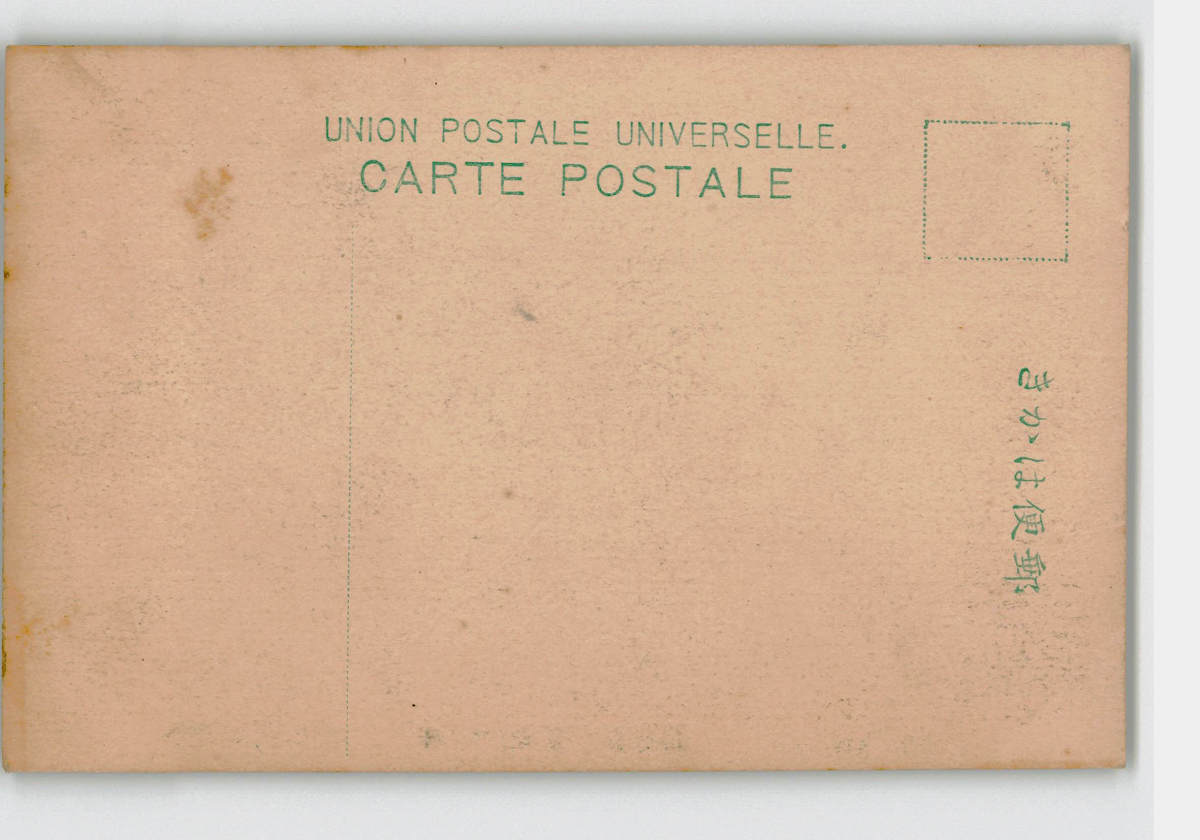 UNION POSTALE UNIVERSELLE.
CARTE POSTALE
きかは便郵